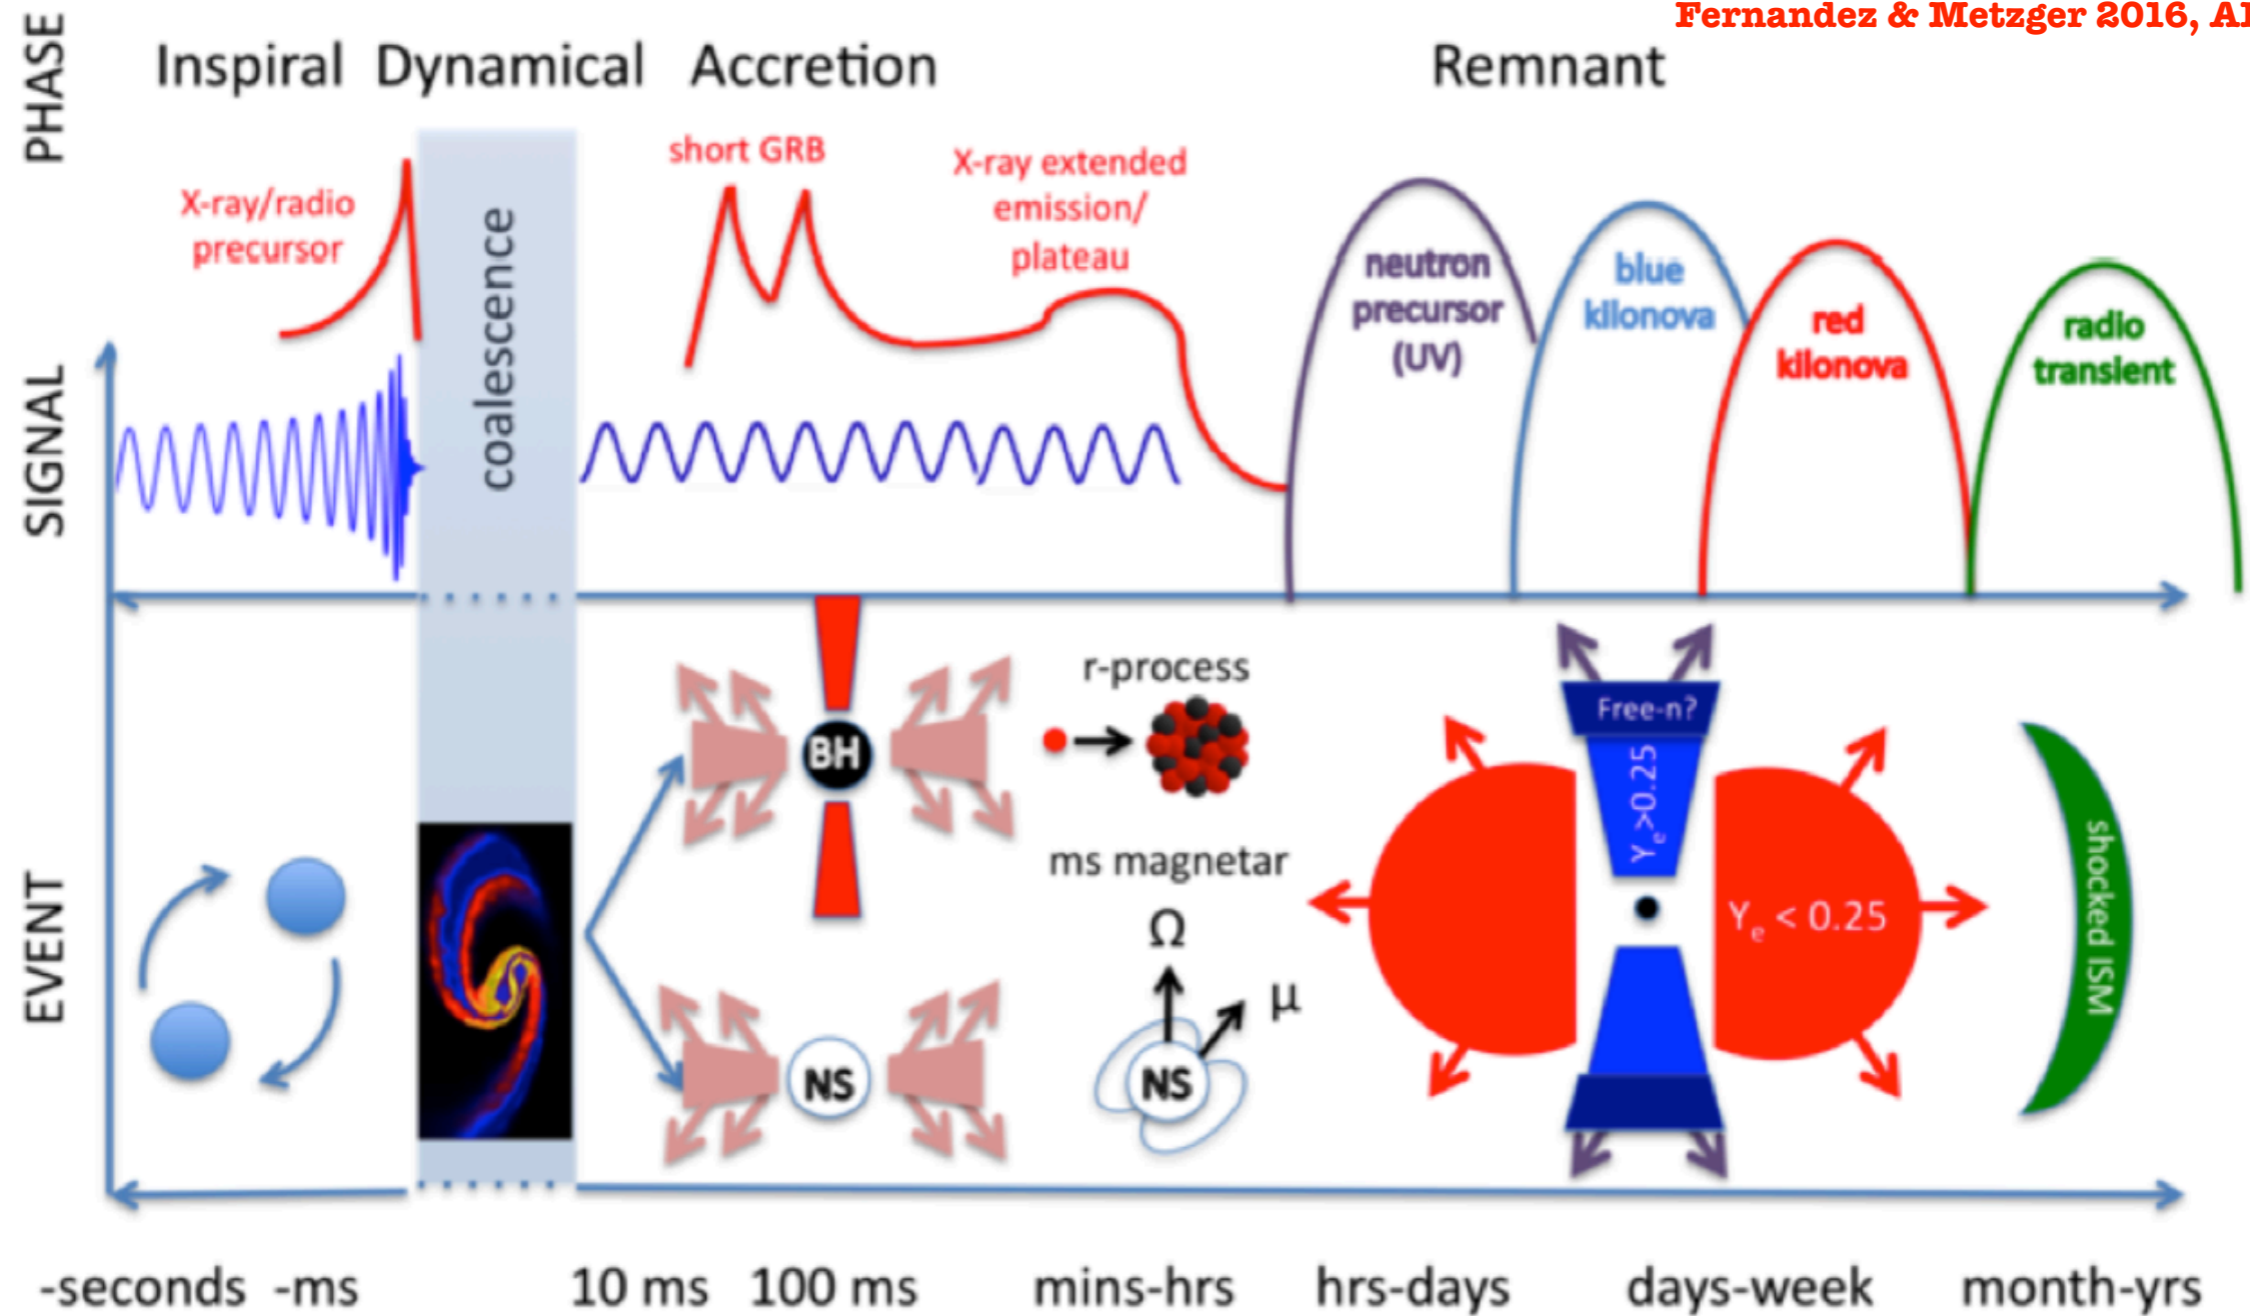 Fernandez & Metzger 2016, A
PHASE
Inspiral Dynamical Accretion Remnant
SIGNAL
X-ray/radio
precursor
coalescence
short GRB
X-ray extended
emission/
plateau
neutron
precursor
(UV)
blue
kilonova
red
kilonova
radio
transient
EVENT
BH
NS
r-process
ms magnetar
Ω
μ
NS
Free-n?
Ye >0.25
Ye < 0.25
shocked ISM
-seconds -ms 10 ms 100 ms mins-hrs hrs-days days-week month-yrs